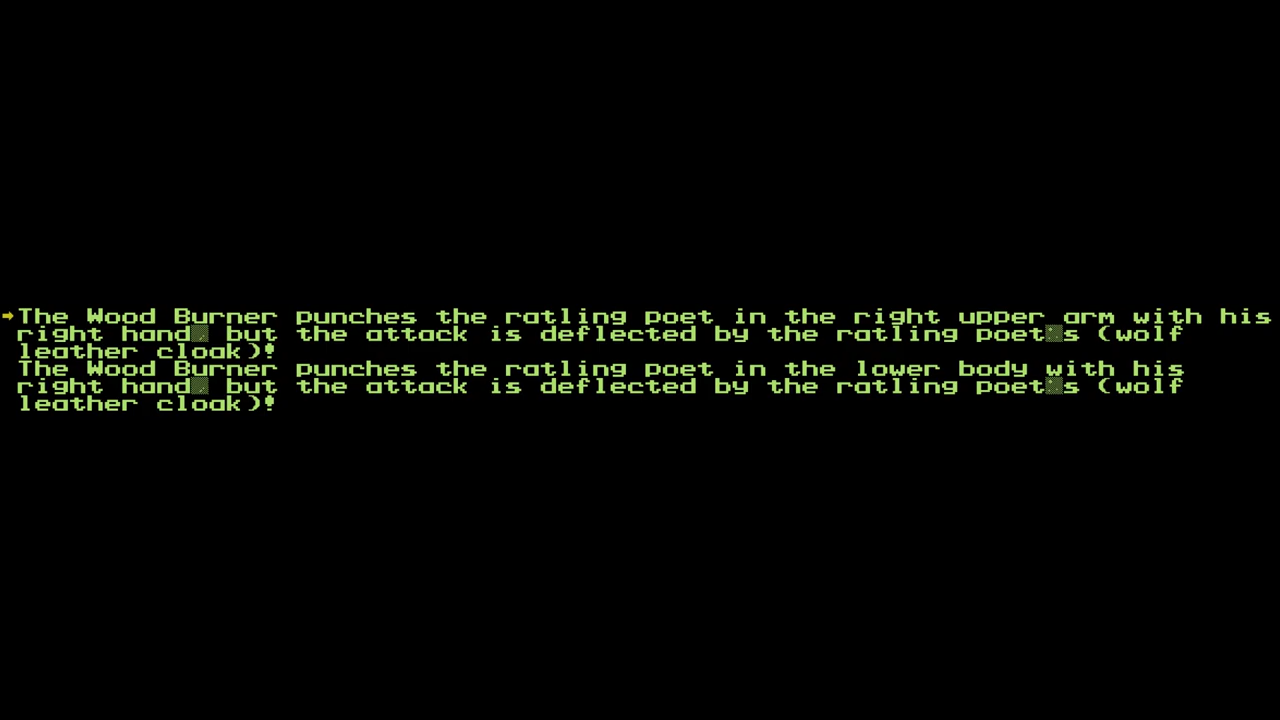 The Wood Burner punches the ratling poet in the right upper arm with his
right hand, but the attack is deflected by the ratling poet's (wolf
leather cloak)!
The Wood Burner punches the ratling poet in the lower body with his
right hand, but the attack is deflected by the ratling poet's (wolf
leather cloak)!